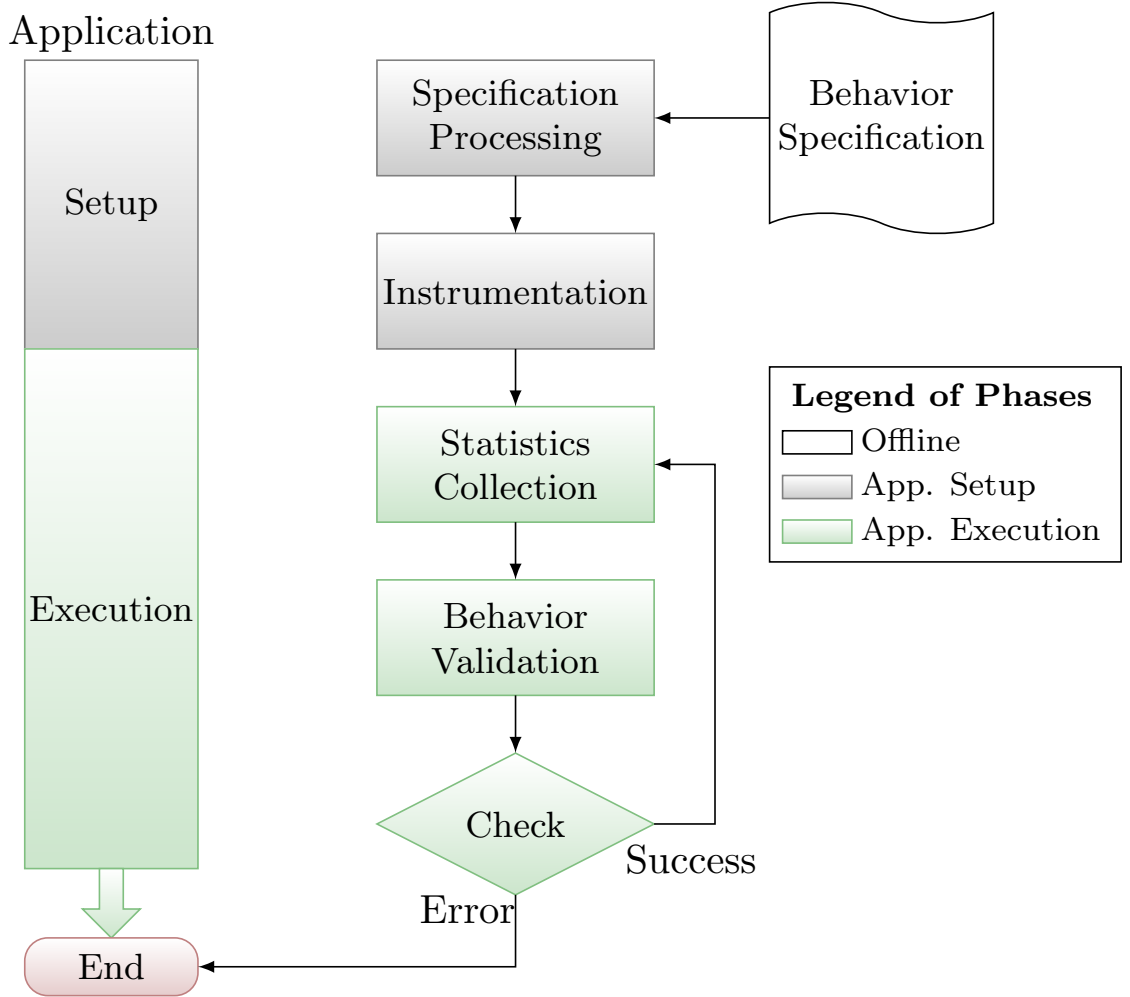 Application
Setup
Execution
End
Specification
Processing
Behavior
Specification
Instrumentation
Statistics
Collection
Behavior
Validation
Check
Success
Error
Legend of Phases
Offline
App. Setup
App. Execution